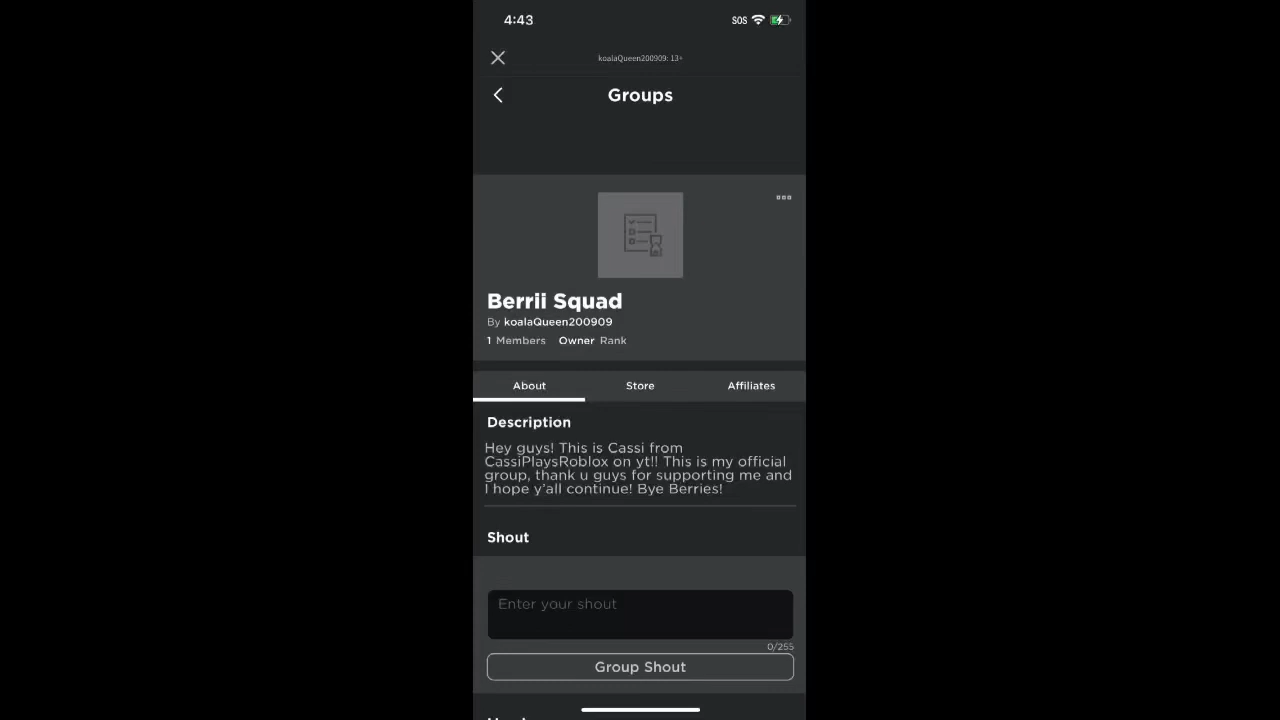 4:43
SOS
koalaQueen200909: 13+
Groups
Berrii Squad
By koalaQueen200909
1 Members Owner Rank
About Store Affiliates
Description
Hey guys! This is Cassi from
CassiPlaysRoblox on yt!! This is my official
group, thank u guys for supporting me and
I hope y'all continue! Bye Berries!
Shout
Enter your shout
0/255
Group Shout